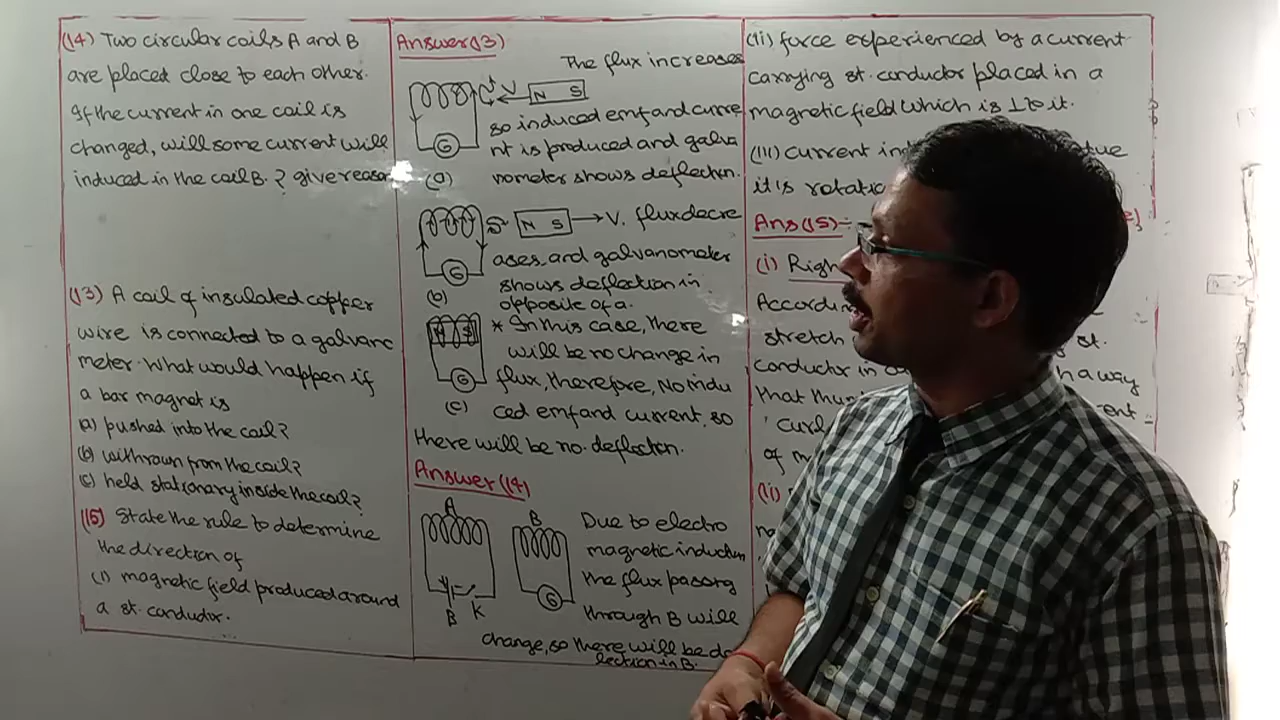 (14) Two circular coils A and B
are placed close to each other.
If the current in one coil is
changed, will some current will
induced in the coil B. ? give reason
(13) A coil of insulated copper
wire is connected to a galvano
meter. What would happen if
a bar magnet is
(a) pushed into the coil?
(b) withrawn from the coil?
(c) held stationary inside the coil?
(15) State the rule to determine
the direction of
(i) magnetic field produced around
a st. conductor.
Answer(13)
The flux increases
V
N S
so induced emf and curre
nt is produced and galva
G
(a)
nometer shows deflection.
N S
V. flux decre
ases, and galvanometer
G
shows deflection in
(b)
opposite of a.
N S
* In this case, there
will be no change in
G
flux, therefore, No indu
(c)
ced emf and current, so
there will be no. deflection.
Answer (14)
A
B
Due to electro
magnetic induction
the flux passing
G
B
K
through B will
change, so there will be de
lection in B.
(ii) force experienced by a current
carrying st. conductor placed in a
magnetic field which is ⊥ to it.
(iii) current in
it is rotatio
Ans(15):-
(i)
Accordin
stretch
st.
conductor in
a way
that thum
ent
curl
of m
(ii)